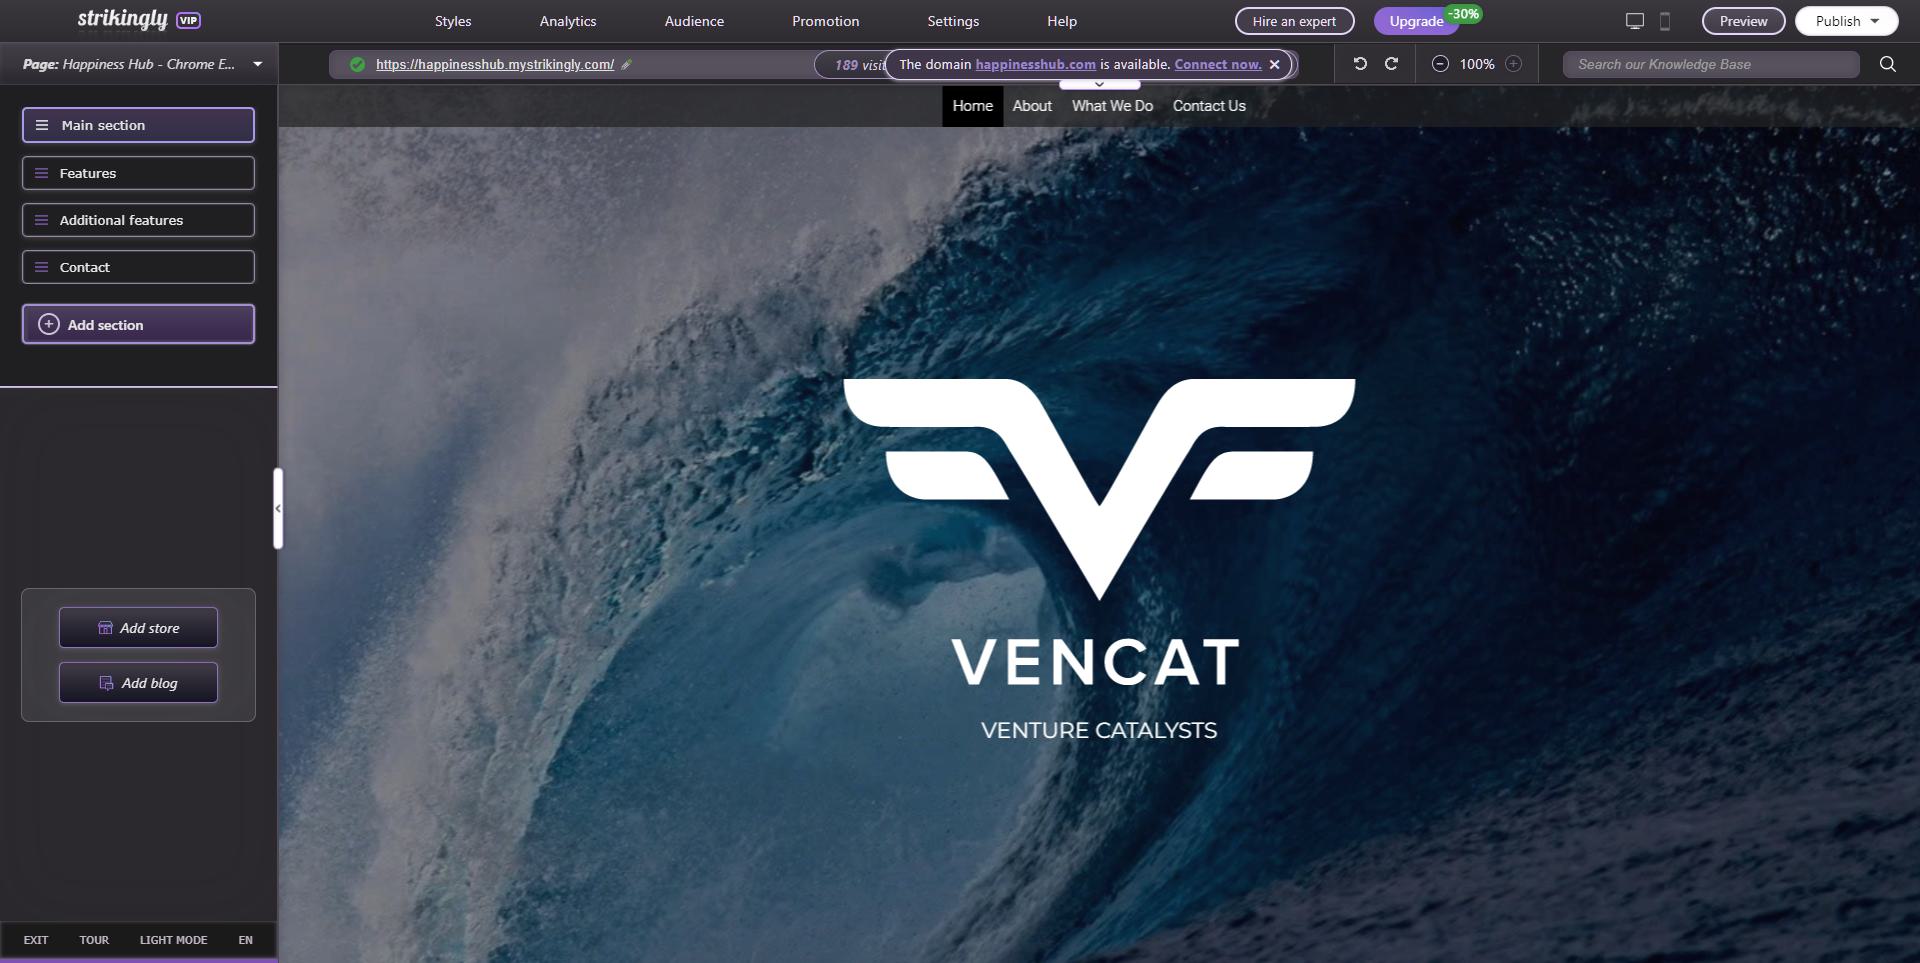 strikingly VIP
Styles
Analytics
Audience
Promotion
Settings
Help
Hire an expert
Upgrade
-30%
Preview
Publish
Page: Happiness Hub - Chrome E...
https://happinesshub.mystrikingly.com/
189
The domain happinesshub.com is available. Connect now.
100%
Search our Knowledge Base
Main section
Features
Additional features
Contact
Add section
Add store
Add blog
EXIT
TOUR
LIGHT MODE
EN
Home
About
What We Do
Contact Us
VENCAT
VENTURE CATALYSTS